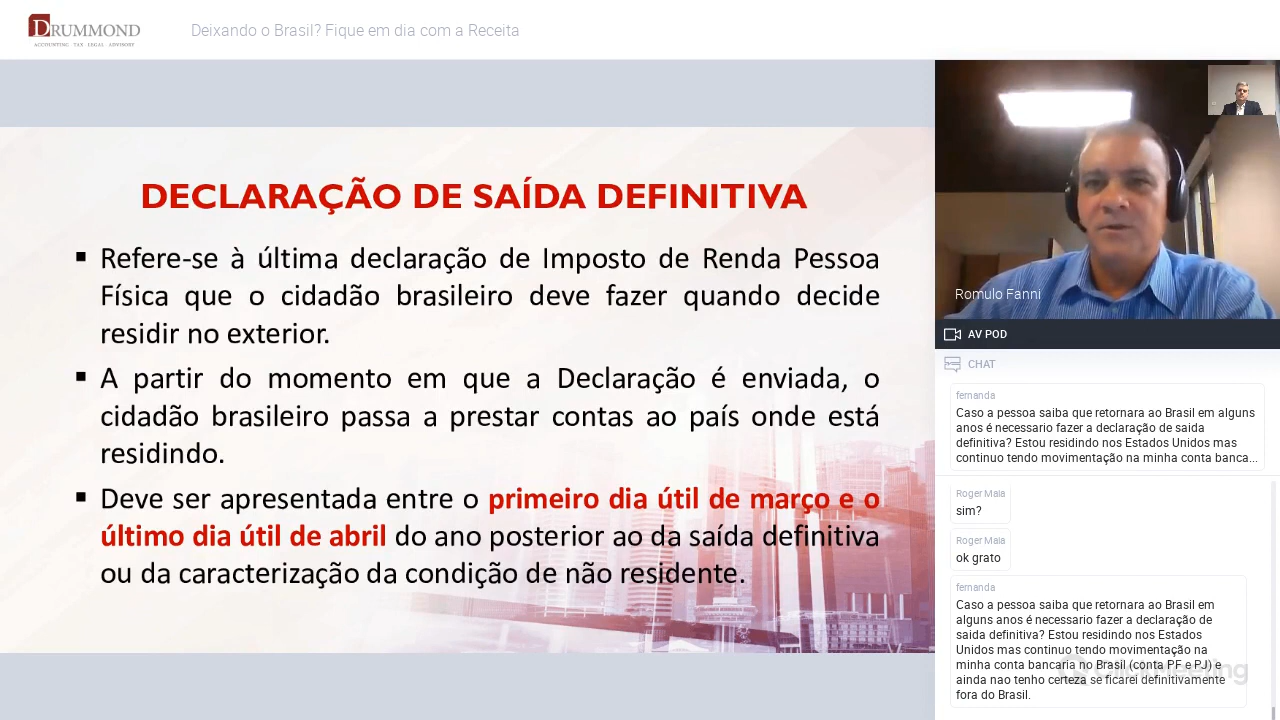 DRUMMOND
ACCOUNTING TAX LEGAL ADVISORY
Deixando o Brasil? Fique em dia com a Receita
DECLARAÇÃO DE SAÍDA DEFINITIVA
▪ Refere-se à última declaração de Imposto de Renda Pessoa
Física que o cidadão brasileiro deve fazer quando decide
residir no exterior.
▪ A partir do momento em que a Declaração é enviada, o
cidadão brasileiro passa a prestar contas ao país onde está
residindo.
▪ Deve ser apresentada entre o primeiro dia útil de março e o
último dia útil de abril do ano posterior ao da saída definitiva
ou da caracterização da condição de não residente.
Romulo Fanni
AV POD
CHAT
fernanda
Caso a pessoa saiba que retornara ao Brasil em alguns
anos é necessario fazer a declaração de saida
definitiva? Estou residindo nos Estados Unidos mas
continuo tendo movimentação na minha conta banca...
Roger Maia
sim?
Roger Maia
ok grato
fernanda
Caso a pessoa saiba que retornara ao Brasil em
alguns anos é necessario fazer a declaração de
saida definitiva? Estou residindo nos Estados
Unidos mas continuo tendo movimentação na
minha conta bancaria no Brasil (conta PF e PJ) e
ainda nao tenho certeza se ficarei definitivamente
fora do Brasil.